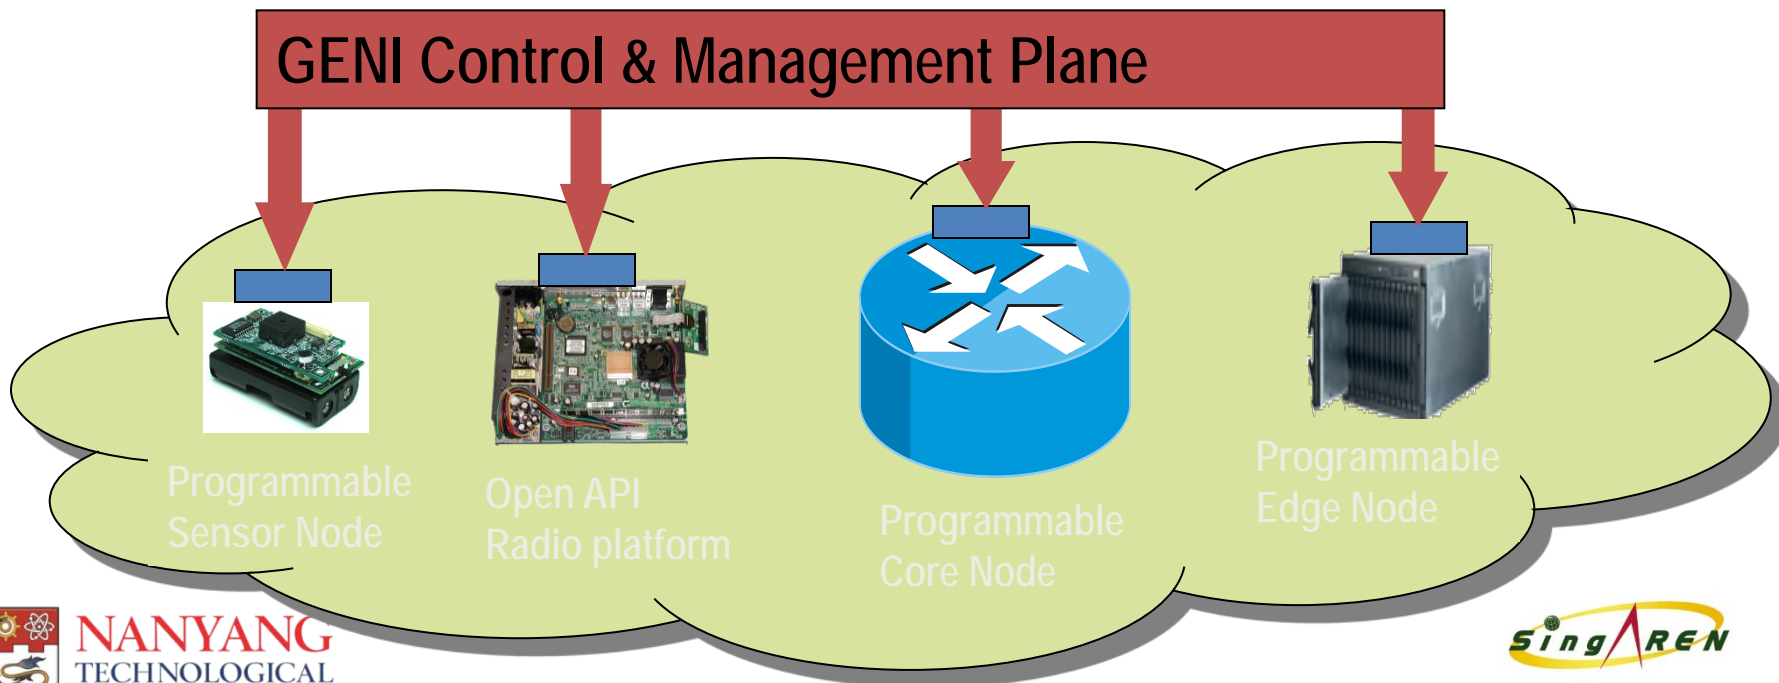 GENI Control & Management Plane
Programmable
Sensor Node
Open API
Radio platform
Programmable
Core Node
Programmable
Edge Node
NANYANG
TECHNOLOGICAL
SingAREN